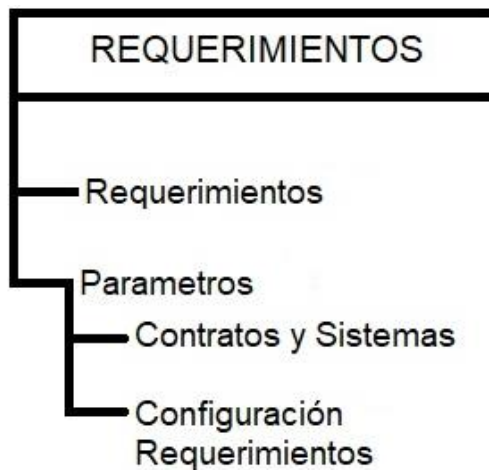 REQUERIMIENTOS
Requerimientos
Parametros
Contratos y Sistemas
Configuración
Requerimientos